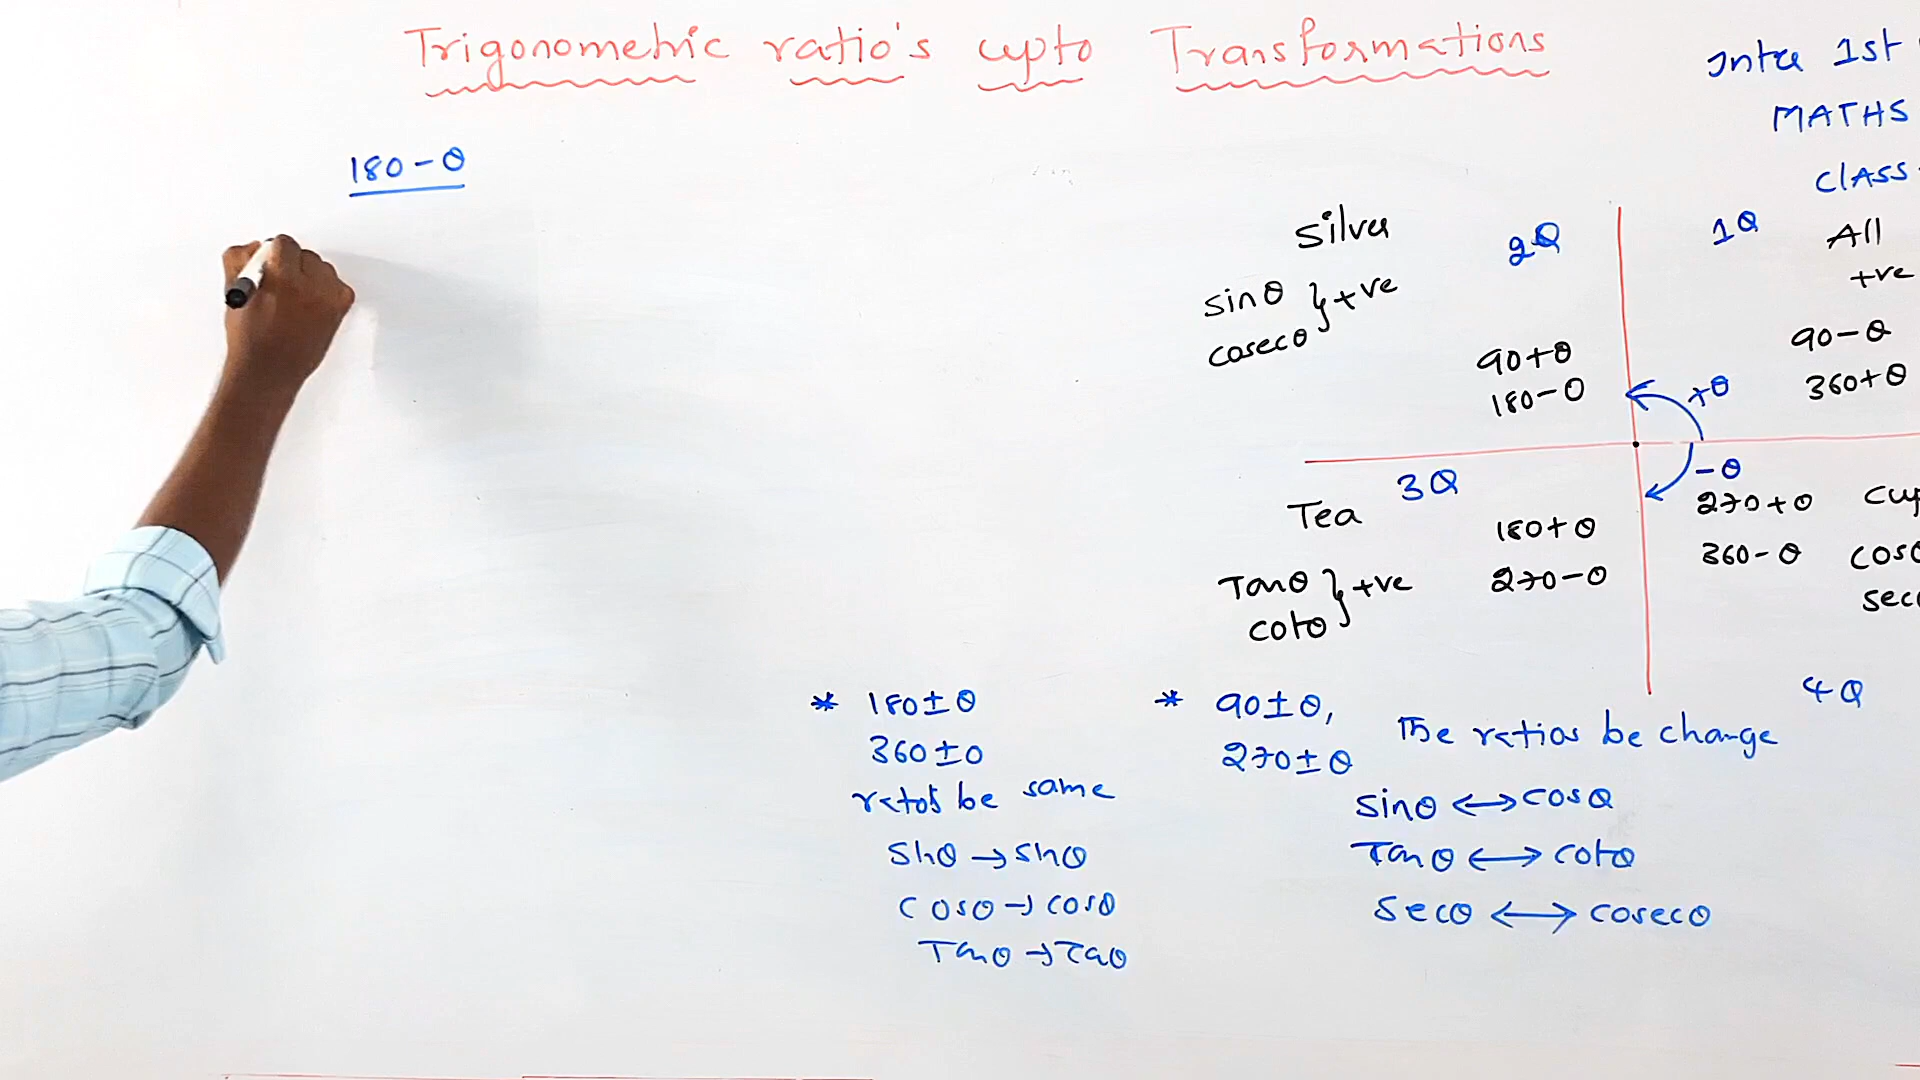 Trigonometric ratio's upto Transformations
Inter 1st
MATHS
ClASS
180-θ
Silver
2Q
1Q
All
+ve
sinθ } +ve
cosecθ
90+θ
180-θ
90-θ
360+θ
+θ
-θ
3Q
Tea
Tanθ } +ve
cotθ
180+θ
270-θ
270+θ
360-θ
Cup
cosθ
sec
4Q
* 180±θ
360±θ
be same
Sinθ → Sinθ
Cosθ → cosθ
Tanθ → Tanθ
* 90±θ,
270±θ
The ratios be change
sinθ ↔ cosθ
Tanθ ↔ cotθ
Secθ ↔ cosecθ